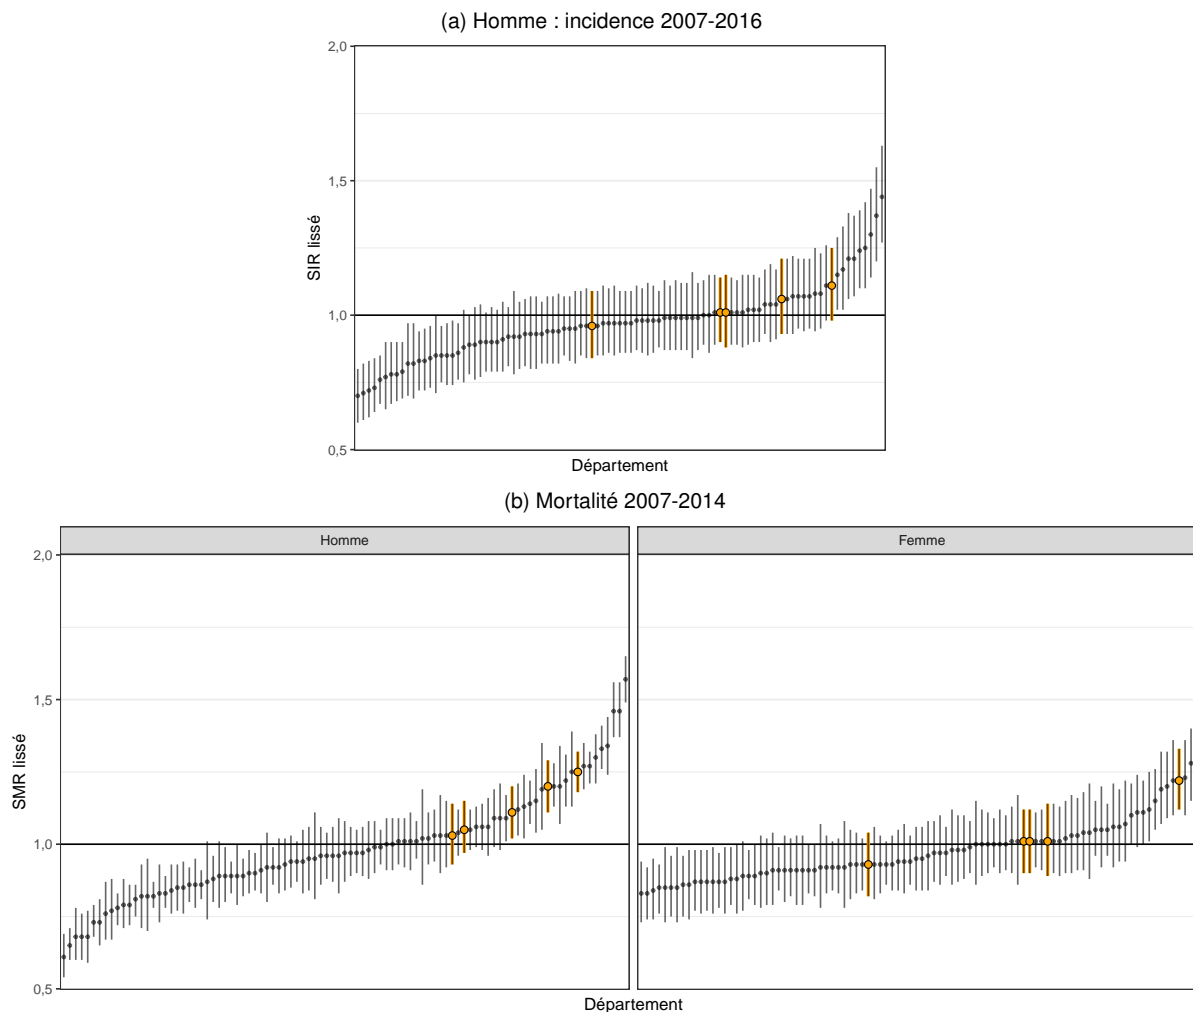 (a) Homme : incidence 2007-2016
2,0
1,5
1,0
0,5
SIR lissé
Département
(b) Mortalité 2007-2014
Homme
Femme
2,0
1,5
1,0
0,5
SMR lissé
Département